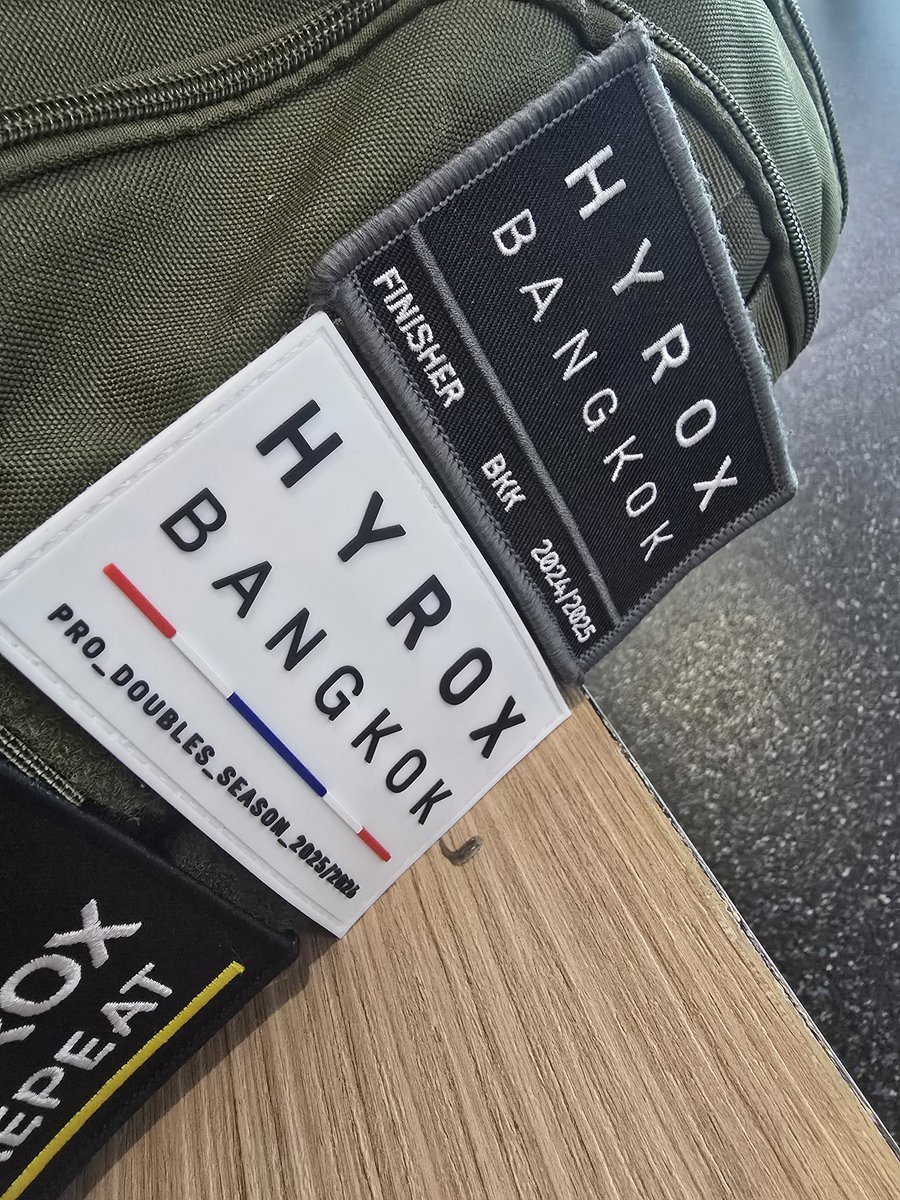 HYROX
BANGKOK
FINISHER BKK 2024/2025
HYROX
BANGKOK
PRO_DOUBLES_SEASON_2025/2026
ROX
REPEAT